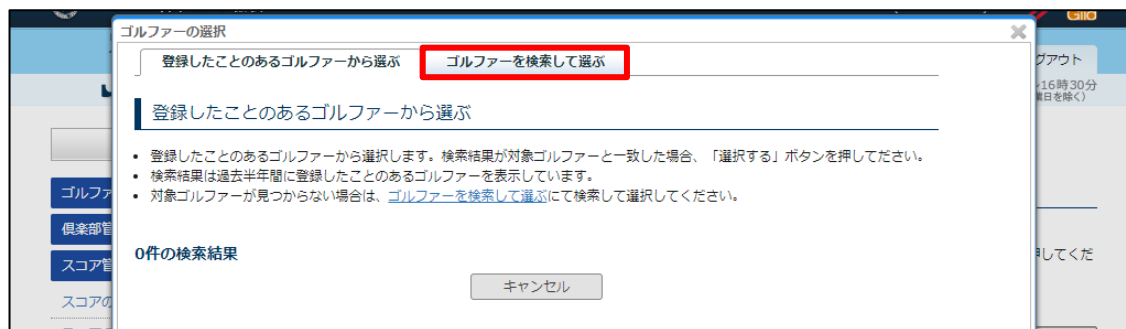 Glid
ゴルファーの選択
登録したことのあるゴルファーから選ぶ
ゴルファーを検索して選ぶ
グアウト
16時30分
業日を除く)
登録したことのあるゴルファーから選ぶ
• 登録したことのあるゴルファーから選択します。検索結果が対象ゴルファーと一致した場合、「選択する」ボタンを押してださい。
• 検索結果は過去半年間に登録したことのあるゴルファーを表示しています。
• 対象ゴルファーが見つからない場合は、ゴルファーを検索して選ぶにて検索して選択してください。
ゴルファ
倶楽部管
0件の検索結果
してくだ
スコア管
キャンセル
スコアの